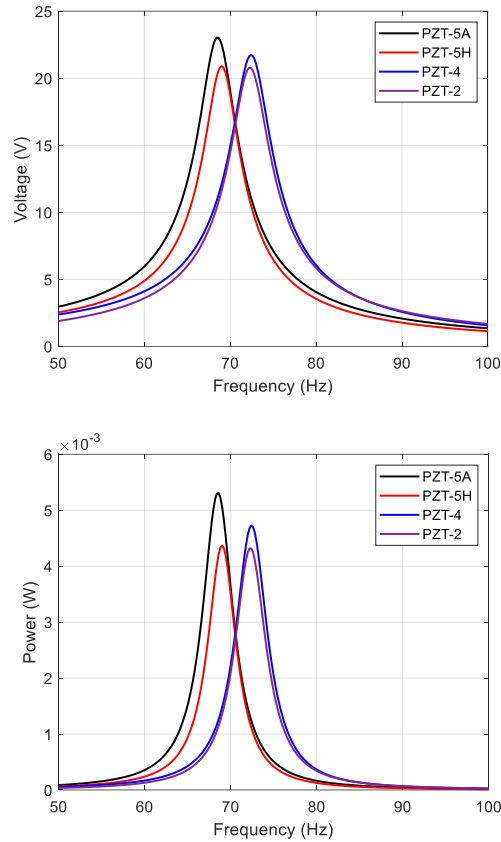 25
20
15
10
5
0
Voltage (V)
PZT-5A
PZT-5H
PZT-4
PZT-2
50 60 70 80 90 100
Frequency (Hz)
×10⁻³
6
5
4
3
2
1
0
Power (W)
PZT-5A
PZT-5H
PZT-4
PZT-2
50 60 70 80 90 100
Frequency (Hz)